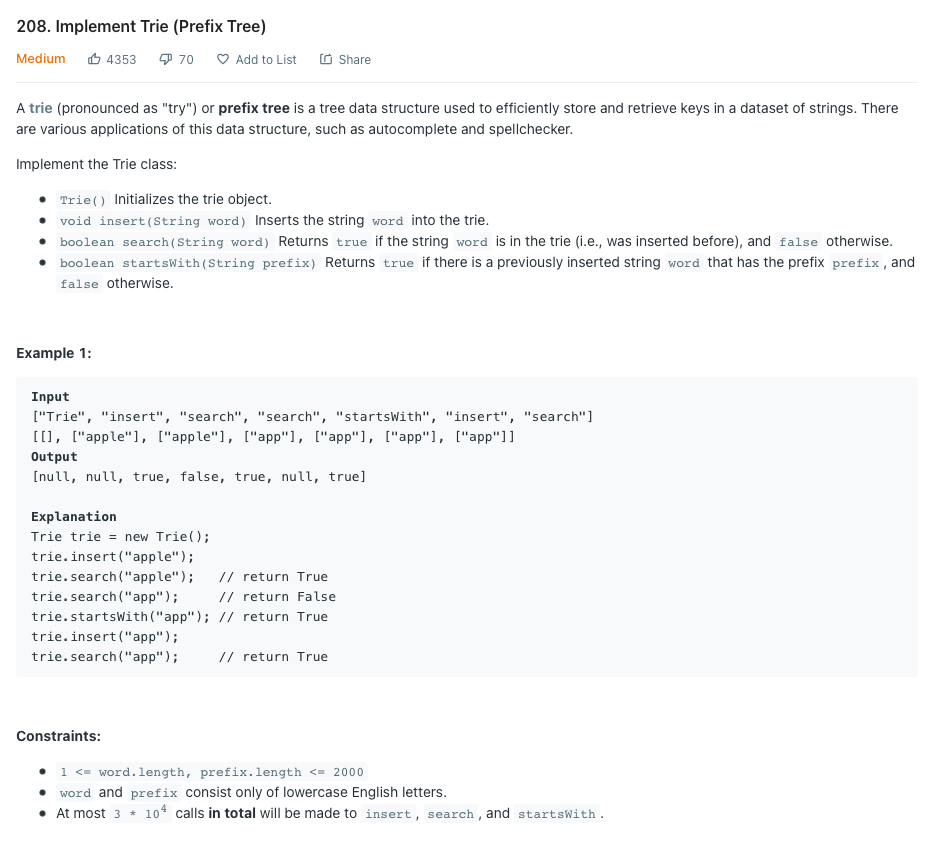 208. Implement Trie (Prefix Tree)
Medium 4353 70 Add to List Share
A trie (pronounced as "try") or prefix tree is a tree data structure used to efficiently store and retrieve keys in a dataset of strings. There
are various applications of this data structure, such as autocomplete and spellchecker.
Implement the Trie class:
• Trie() Initializes the trie object.
• void insert(String word) Inserts the string word into the trie.
• boolean search(String word) Returns true if the string word is in the trie (i.e., was inserted before), and false otherwise.
• boolean startsWith(String prefix) Returns true if there is a previously inserted string word that has the prefix prefix , and
false otherwise.
Example 1:
Input
["Trie", "insert", "search", "search", "startsWith", "insert", "search"]
[[], ["apple"], ["apple"], ["app"], ["app"], ["app"], ["app"]]
Output
[null, null, true, false, true, null, true]
Explanation
Trie trie = new Trie();
trie.insert("apple");
trie.search("apple");   // return True
trie.search("app");     // return False
trie.startsWith("app"); // return True
trie.insert("app");
trie.search("app");     // return True
Constraints:
• 1 <= word.length, prefix.length <= 2000
• word and prefix consist only of lowercase English letters.
• At most 3 * 10⁴ calls in total will be made to insert , search , and startsWith .